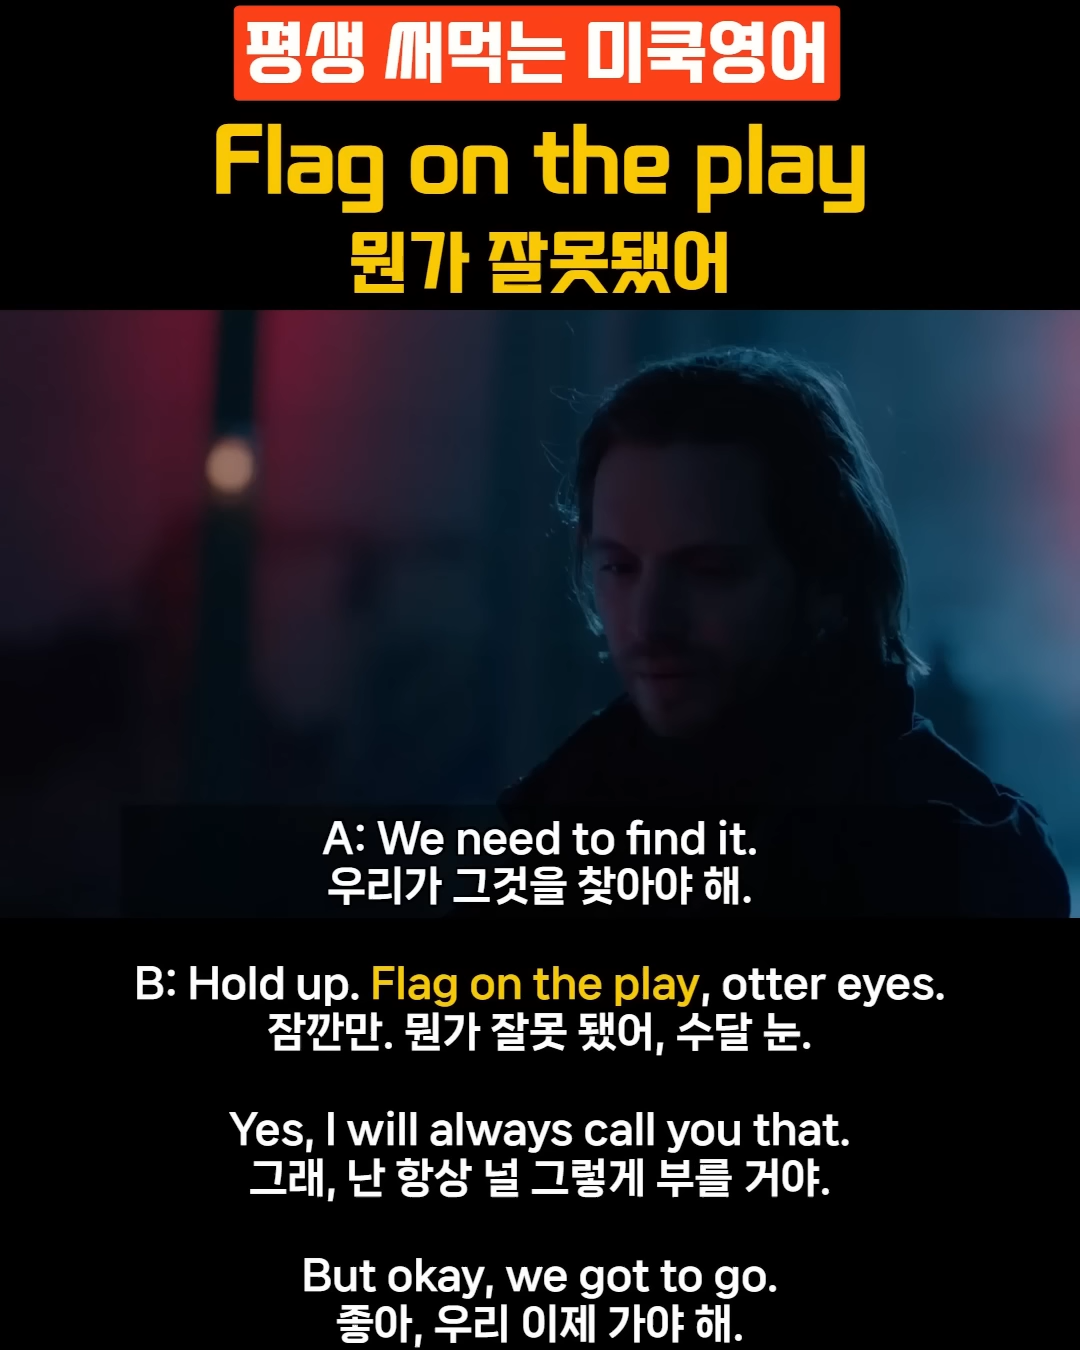 평생 써먹는 미쿡영어
Flag on the play
뭔가 잘못됐어
A: We need to find it.
우리가 그것을 찾아야 해.
B: Hold up. Flag on the play, otter eyes.
잠깐만. 뭔가 잘못 됐어, 수달 눈.
Yes, I will always call you that.
그래, 난 항상 널 그렇게 부를 거야.
But okay, we got to go.
좋아, 우리 이제 가야 해.